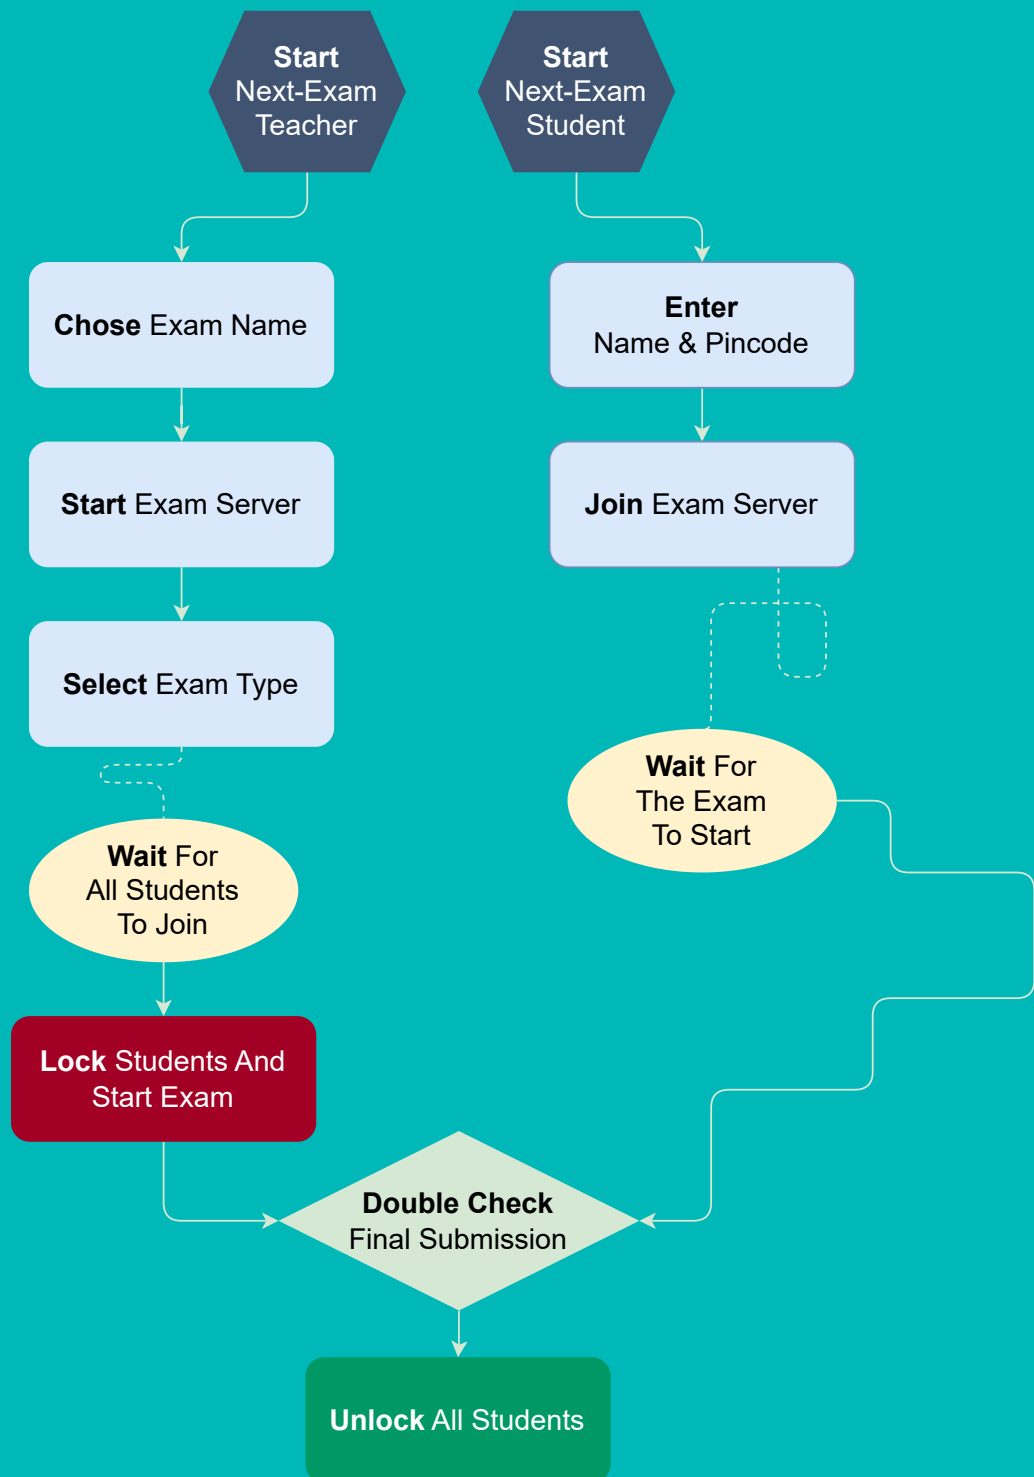 Start
Next-Exam
Teacher
Start
Next-Exam
Student
Chose Exam Name
Enter
Name & Pincode
Start Exam Server
Join Exam Server
Select Exam Type
Wait For
The Exam
To Start
Wait For
All Students
To Join
Lock Students And
Start Exam
Double Check
Final Submission
Unlock All Students